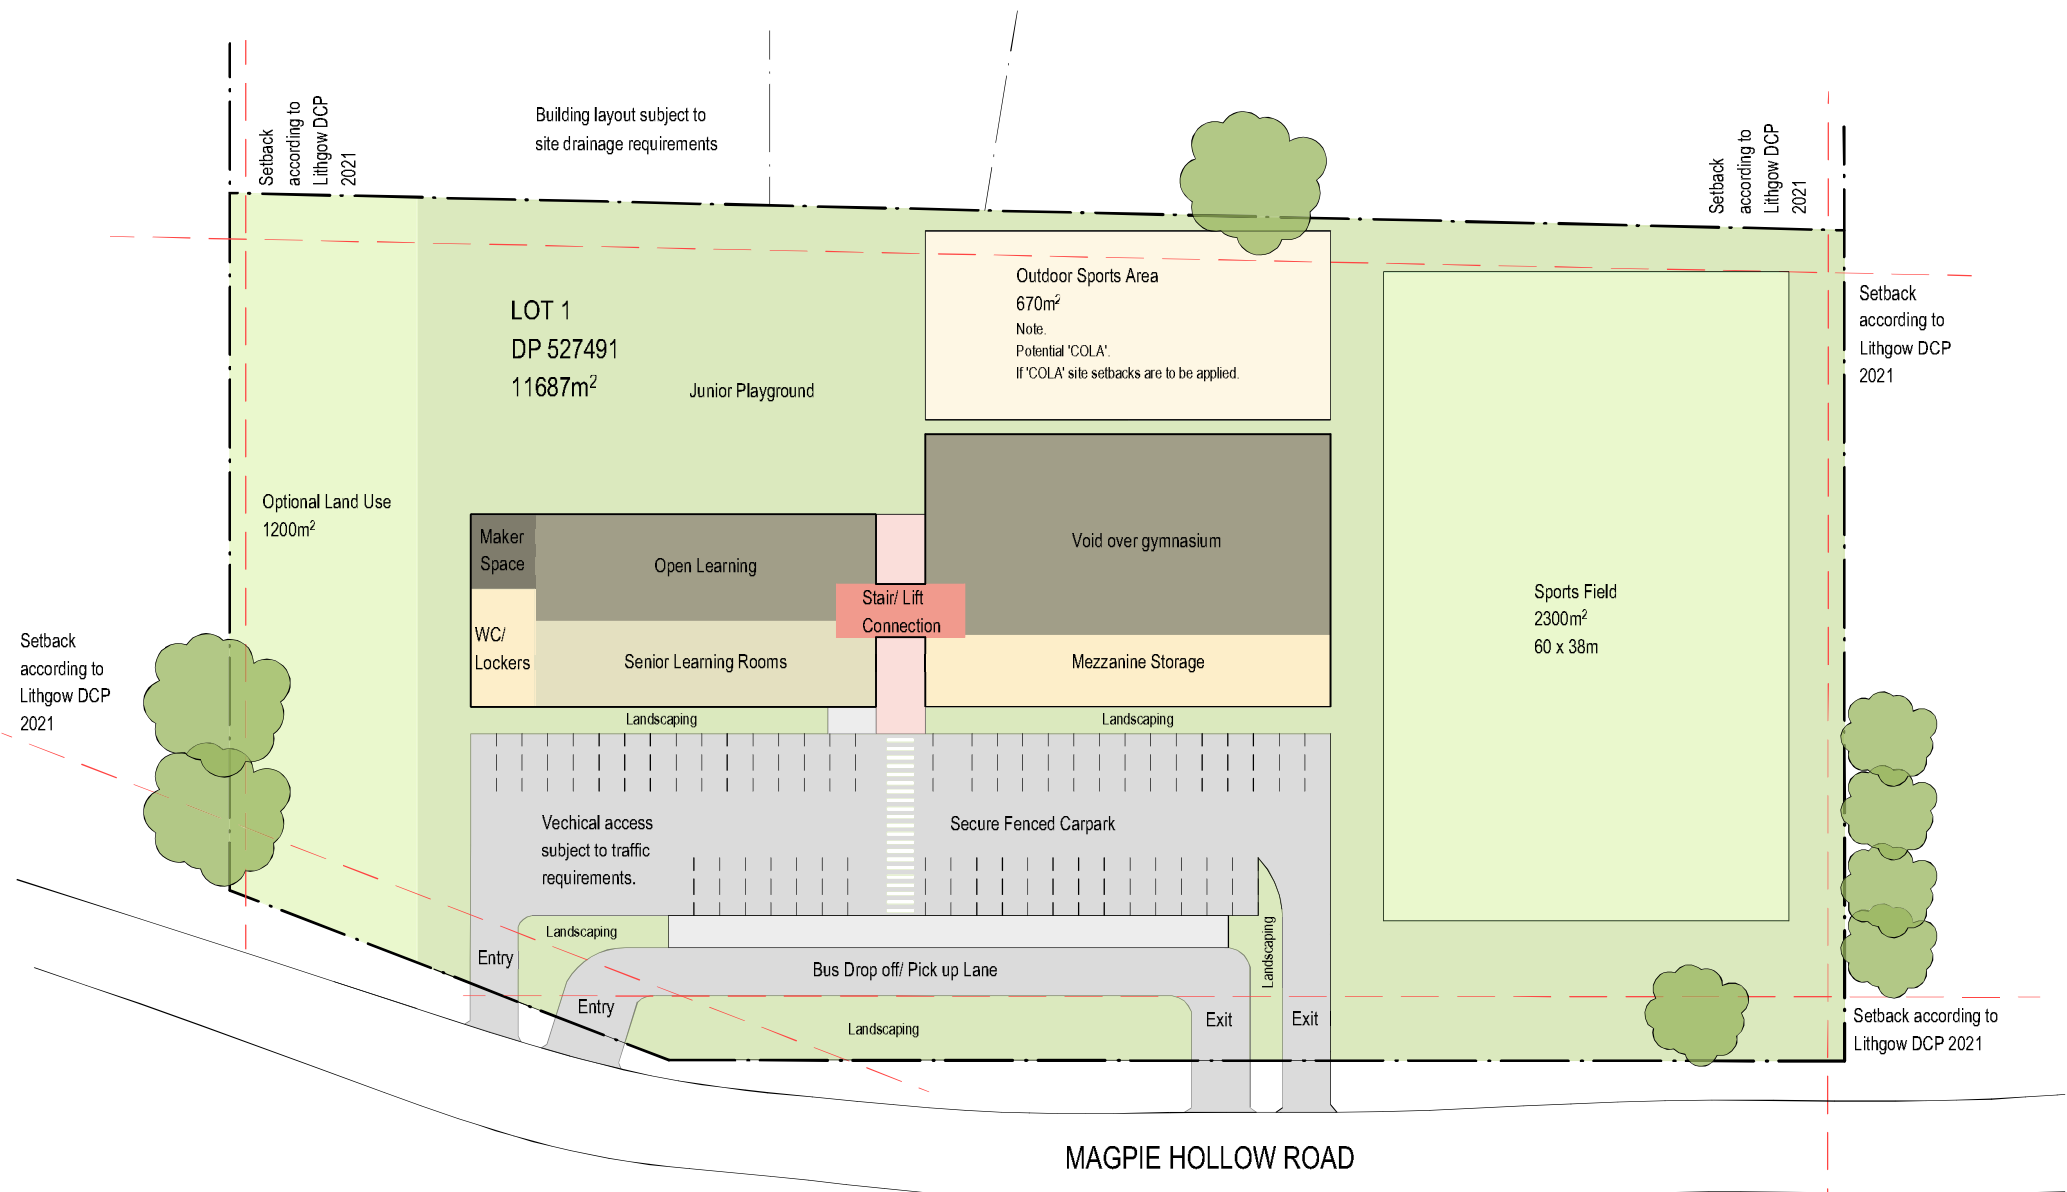 Building layout subject to
site drainage requirements
Setback
according to
Lithgow DCP
2021
Setback
according to
Lithgow DCP
2021
LOT 1
DP 527491
11687m²
Junior Playground
Outdoor Sports Area
670m²
Note.
Potential 'COLA'.
If 'COLA' site setbacks are to be applied.
Setback
according to
Lithgow DCP
2021
Optional Land Use
1200m²
Maker
Space
Open Learning
Void over gymnasium
Stair/ Lift
Connection
WC/
Lockers
Senior Learning Rooms
Mezzanine Storage
Sports Field
2300m²
60 x 38m
Setback
according to
Lithgow DCP
2021
Landscaping
Landscaping
Vechical access
subject to traffic
requirements.
Secure Fenced Carpark
Landscaping
Landscaping
Entry
Bus Drop off/ Pick up Lane
Entry
Landscaping
Exit
Exit
Setback according to
Lithgow DCP 2021
MAGPIE HOLLOW ROAD